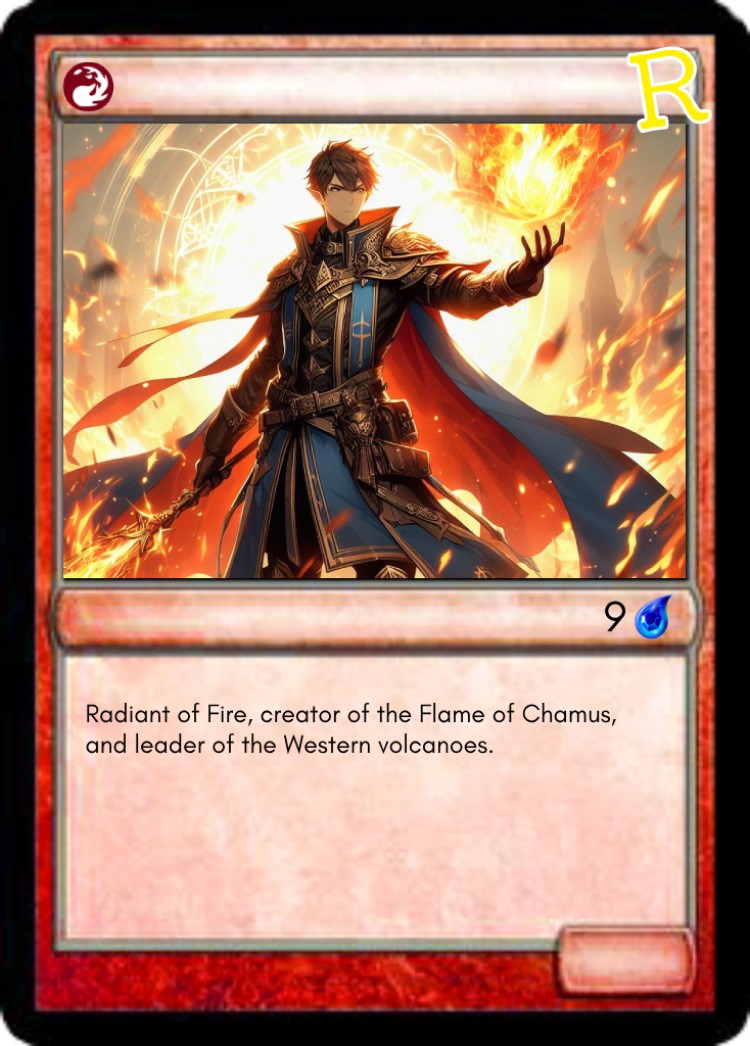 R
9
Radiant of Fire, creator of the Flame of Chamus,
and leader of the Western volcanoes.